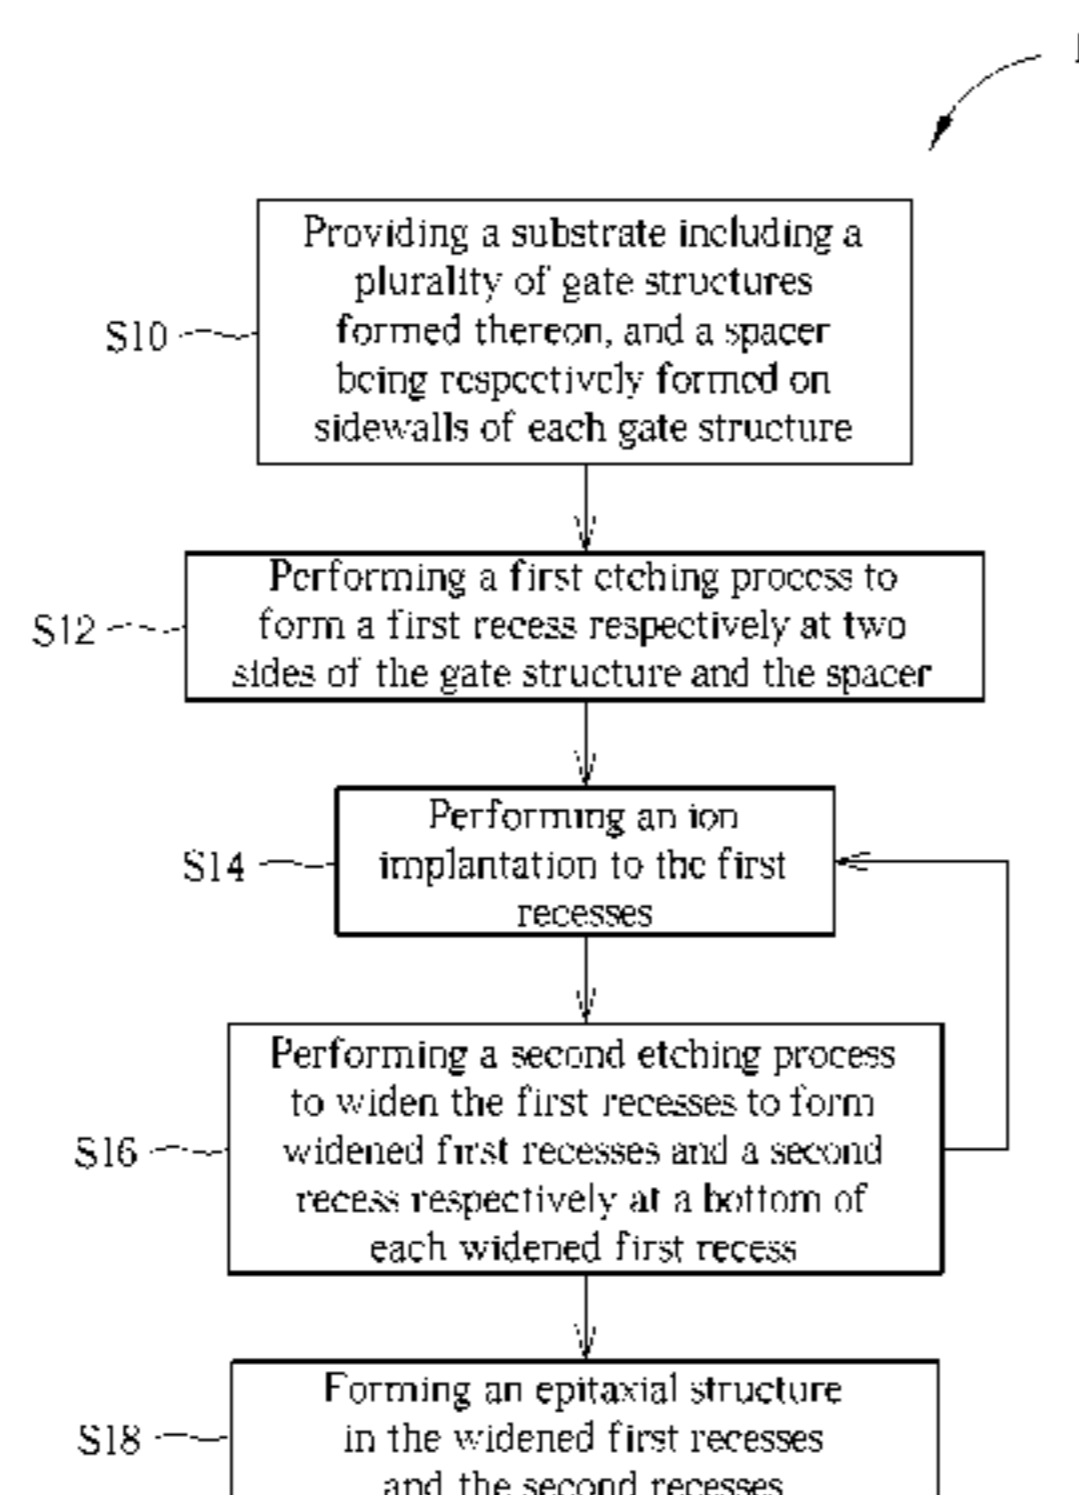 Providing a substrate including a
plurality of gate structures
formed thereon, and a spacer
being respectively formed on
sidewalls of each gate structure
S10
Performing a first etching process to
form a first recess respectively at two
sides of the gate structure and the spacer
S12
Performing an ion
implantation to the first
recesses
S14
Performing a second etching process
to widen the first recesses to form
widened first recesses and a second
recess respectively at a bottom of
each widened first recess
S16
Forming an epitaxial structure
in the widened first recesses
and the second recesses
S18